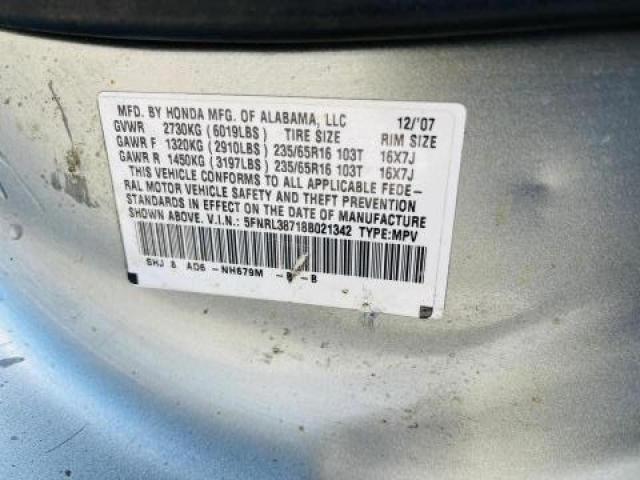 MFD. BY HONDA MFG. OF ALABAMA, LLC 12/'07
GVWR 2730KG (6019LBS) TIRE SIZE RIM SIZE
GAWR F 1320KG (2910LBS) 235/65R16 103T 16X7J
GAWR R 1450KG (3197LBS) 235/65R16 103T 16X7J
THIS VEHICLE CONFORMS TO ALL APPLICABLE FEDE-
RAL MOTOR VEHICLE SAFETY AND THEFT PREVENTION
STANDARDS IN EFFECT ON THE DATE OF MANUFACTURE
SHOWN ABOVE. V.I.N.: 5FNRL38718B021342 TYPE:MPV
SHJ 8 AD6 -NH679M -B -B